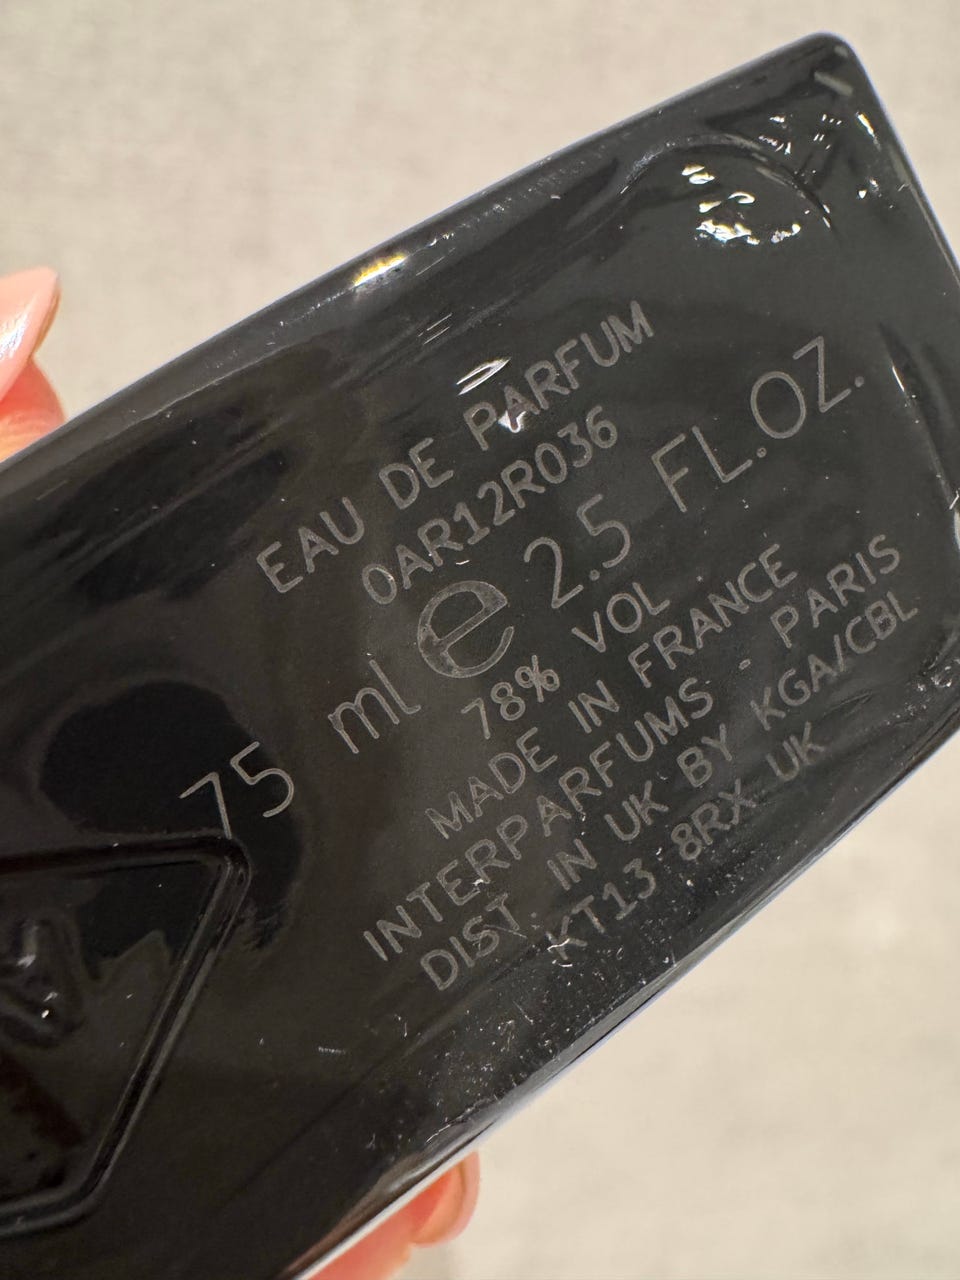 EAU DE PARFUM
0AR12R036
75 ml e 2.5 FL.OZ.
78% VOL
MADE IN FRANCE
INTERPARFUMS - PARIS
DIST. IN UK BY KGA/CBL
KT13 8RX UK